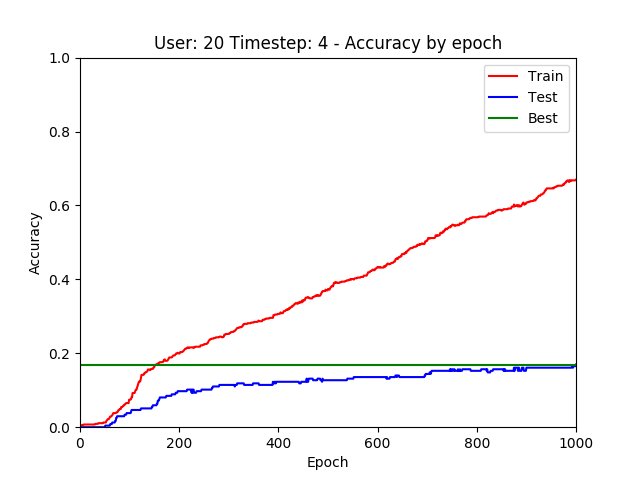 User: 20 Timestep: 4 - Accuracy by epoch
1.0
0.8
0.6
0.4
0.2
0.0
Accuracy
Train
Test
Best
0 200 400 600 800 1000
Epoch